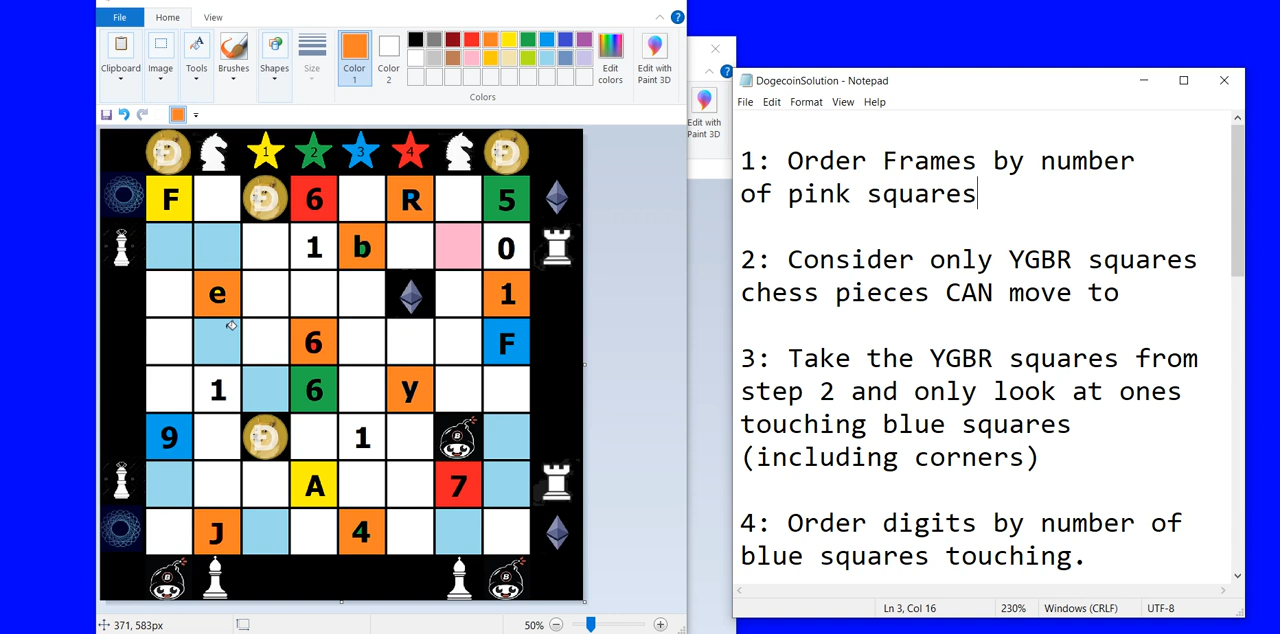 File Home View
Clipboard Image Tools Brushes Shapes Size Color 1 Color 2 Edit colors Edit with Paint 3D
Colors
Edit with Paint 3D
1 2 3 4
F 6 R 5
1 b 0
e 1
6 F
1 6 y
9 1
A 7
J 4
371, 583px 50%
DogecoinSolution - Notepad
File Edit Format View Help
1: Order Frames by number
of pink squares
2: Consider only YGBR squares
chess pieces CAN move to
3: Take the YGBR squares from
step 2 and only look at ones
touching blue squares
(including corners)
4: Order digits by number of
blue squares touching.
Ln 3, Col 16 230% Windows (CRLF) UTF-8